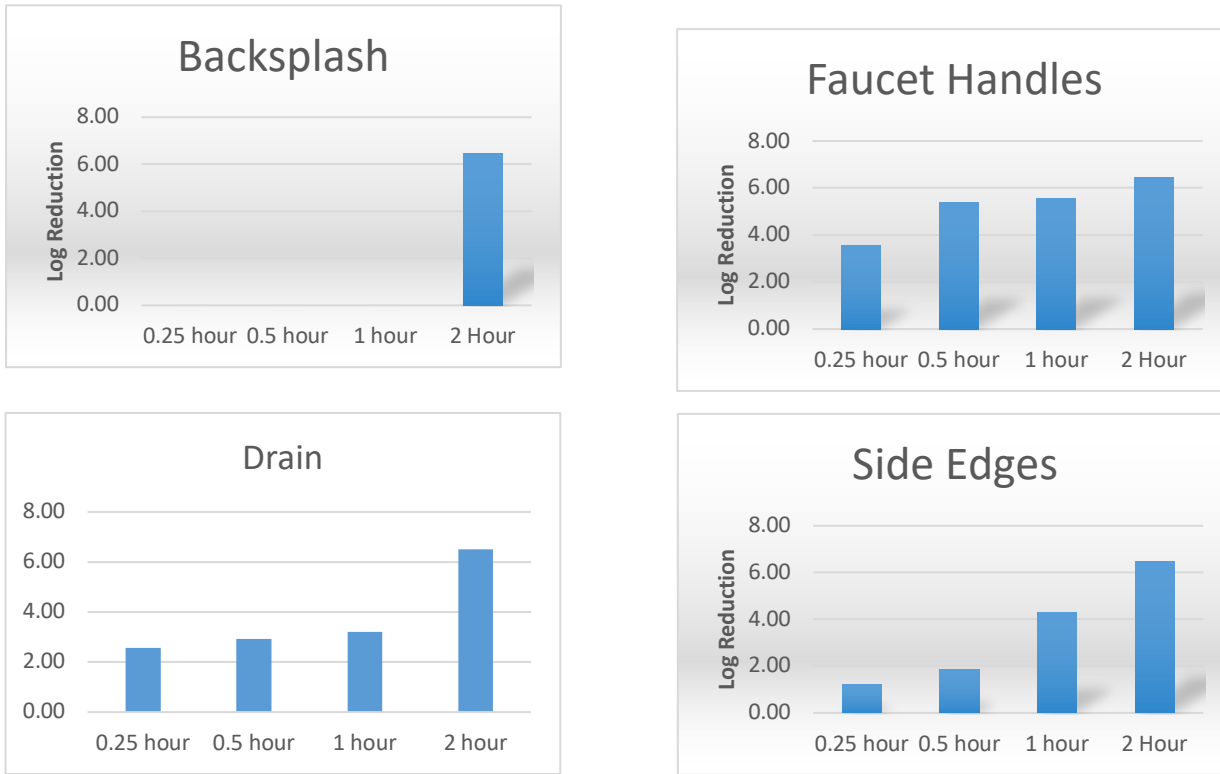 Backsplash
Log Reduction
8.00
6.00
4.00
2.00
0.00
0.25 hour 0.5 hour 1 hour 2 Hour
Faucet Handles
Log Reduction
8.00
6.00
4.00
2.00
0.00
0.25 hour 0.5 hour 1 hour 2 Hour
Drain
8.00
6.00
4.00
2.00
0.00
0.25 hour 0.5 hour 1 hour 2 hour
Side Edges
Log Reduction
8.00
6.00
4.00
2.00
0.00
0.25 hour 0.5 hour 1 hour 2 Hour